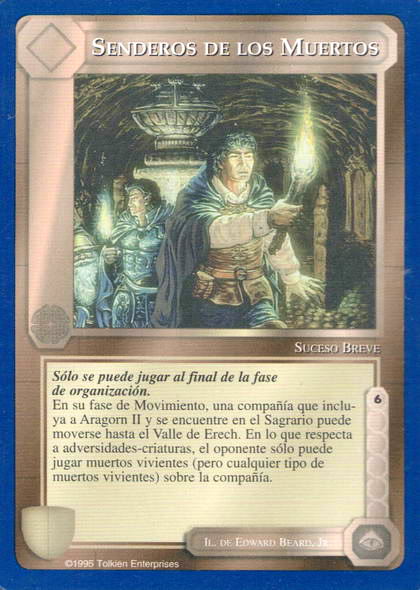 Senderos de los Muertos
Suceso Breve
Sólo se puede jugar al final de la fase
de organización.
En su fase de Movimiento, una compañía que inclu-
ya a Aragorn II y se encuentre en el Sagrario puede
moverse hasta el Valle de Erech. En lo que respecta
a adversidades-criaturas, el oponente sólo puede
jugar muertos vivientes (pero cualquier tipo de
muertos vivientes) sobre la compañía.
6
Il. de Edward Beard, Jr.
©1995 Tolkien Enterprises